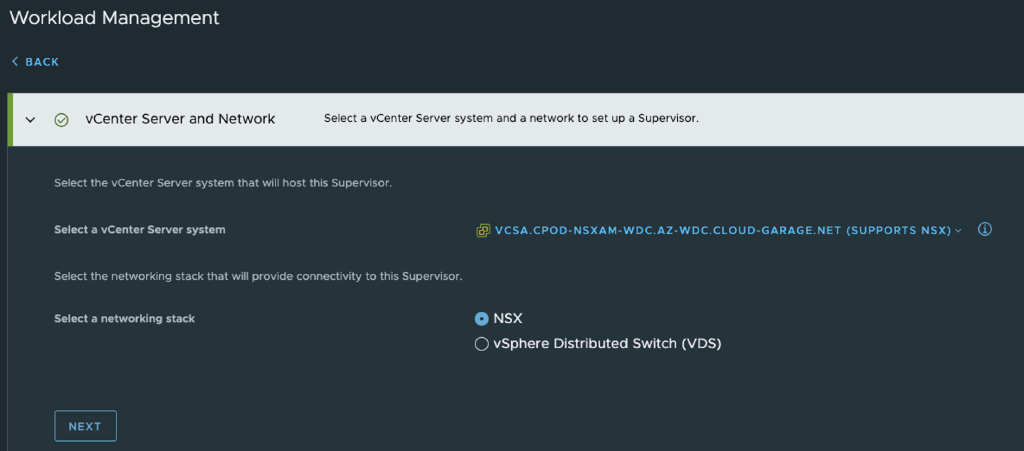 Workload Management
BACK
vCenter Server and Network
Select a vCenter Server system and a network to set up a Supervisor.
Select the vCenter Server system that will host this Supervisor.
Select a vCenter Server system
VCSA.CPOD-NSXAM-WDC.AZ-WDC.CLOUD-GARAGE.NET (SUPPORTS NSX)
Select the networking stack that will provide connectivity to this Supervisor.
Select a networking stack
NSX
vSphere Distributed Switch (VDS)
NEXT